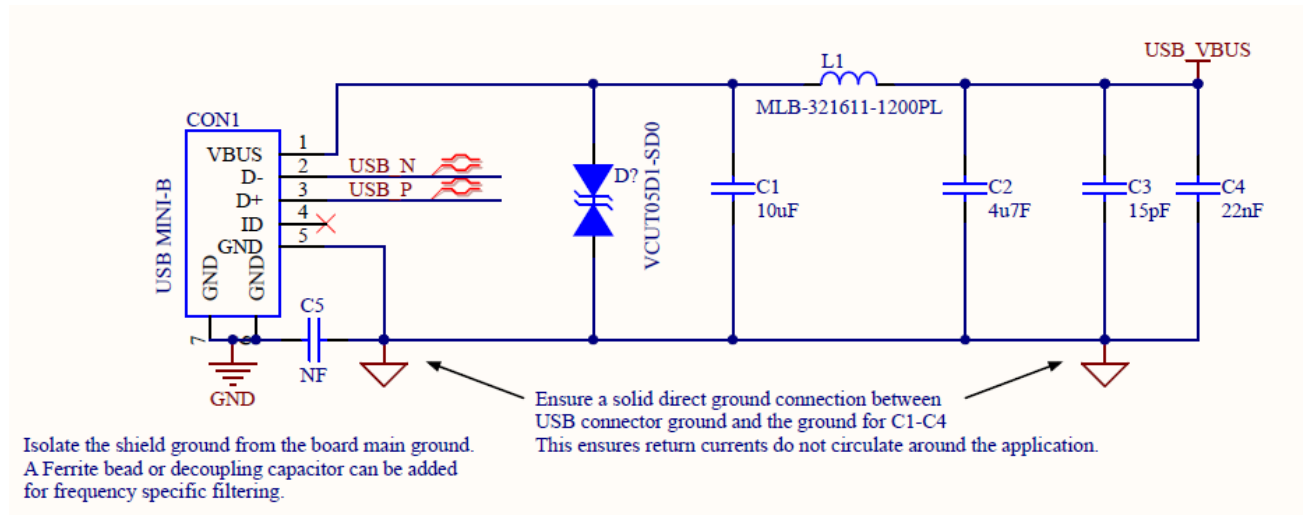 USB_VBUS
L1
MLB-321611-1200PL
CON1
USB MINI-B
VBUS 1
D- 2 USB_N
D+ 3 USB_P
ID 4
GND 5
GND
GND
7
C5
NF
GND
D?
VCUT05D1-SD0
C1
10uF
C2
4u7F
C3
15pF
C4
22nF
Ensure a solid direct ground connection between
USB connector ground and the ground for C1-C4
This ensures return currents do not circulate around the application.
Isolate the shield ground from the board main ground.
A Ferrite bead or decoupling capacitor can be added
for frequency specific filtering.